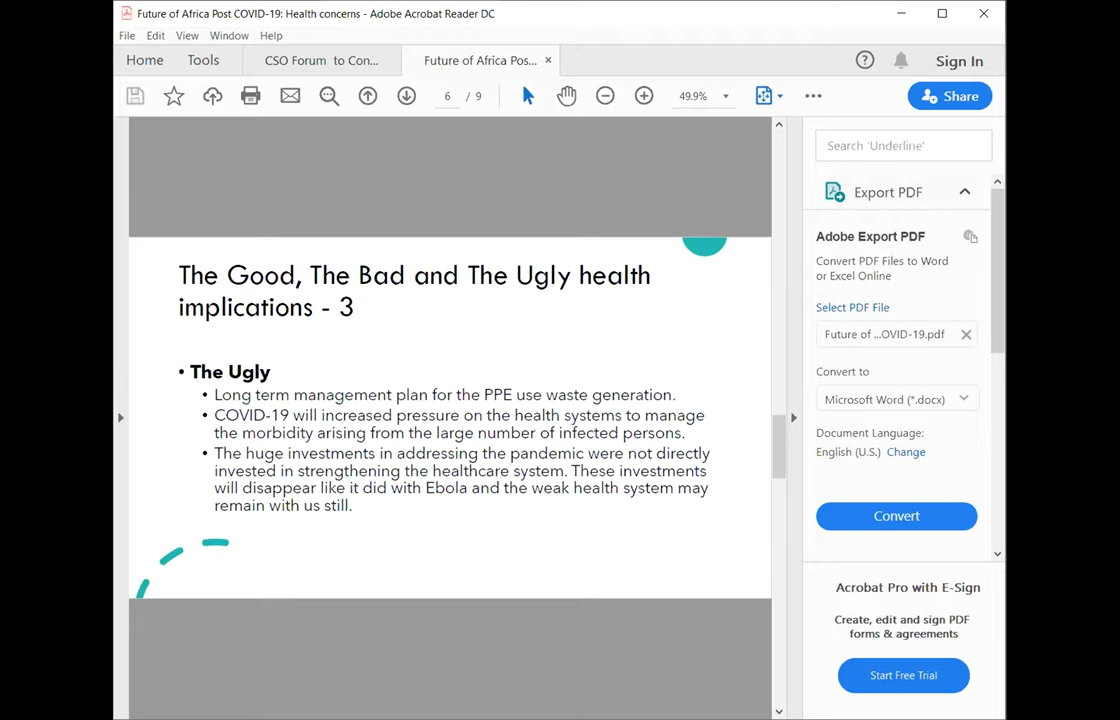 Future of Africa Post COVID-19: Health concerns - Adobe Acrobat Reader DC
File Edit View Window Help
Home Tools CSO Forum to Con... Future of Africa Pos... × Sign In
6 / 9 49.9% Share
Search 'Underline'
Export PDF
Adobe Export PDF
Convert PDF Files to Word
or Excel Online
Select PDF File
Future of ...OVID-19.pdf
Convert to
Microsoft Word (*.docx)
Document Language:
English (U.S.) Change
Convert
Acrobat Pro with E-Sign
Create, edit and sign PDF
forms & agreements
Start Free Trial
The Good, The Bad and The Ugly health
implications - 3
• The Ugly
• Long term management plan for the PPE use waste generation.
• COVID-19 will increased pressure on the health systems to manage
the morbidity arising from the large number of infected persons.
• The huge investments in addressing the pandemic were not directly
invested in strengthening the healthcare system. These investments
will disappear like it did with Ebola and the weak health system may
remain with us still.